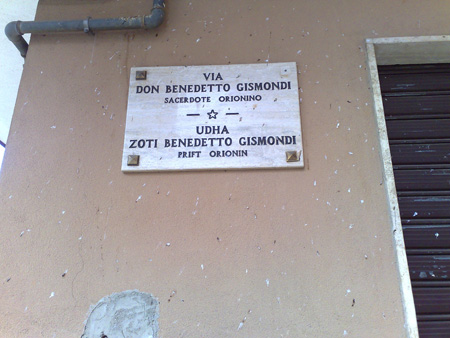 VIA
DON BENEDETTO GISMONDI
SACERDOTE ORIONINO
UDHA
ZOTI BENEDETTO GISMONDI
PRIFT ORIONIN